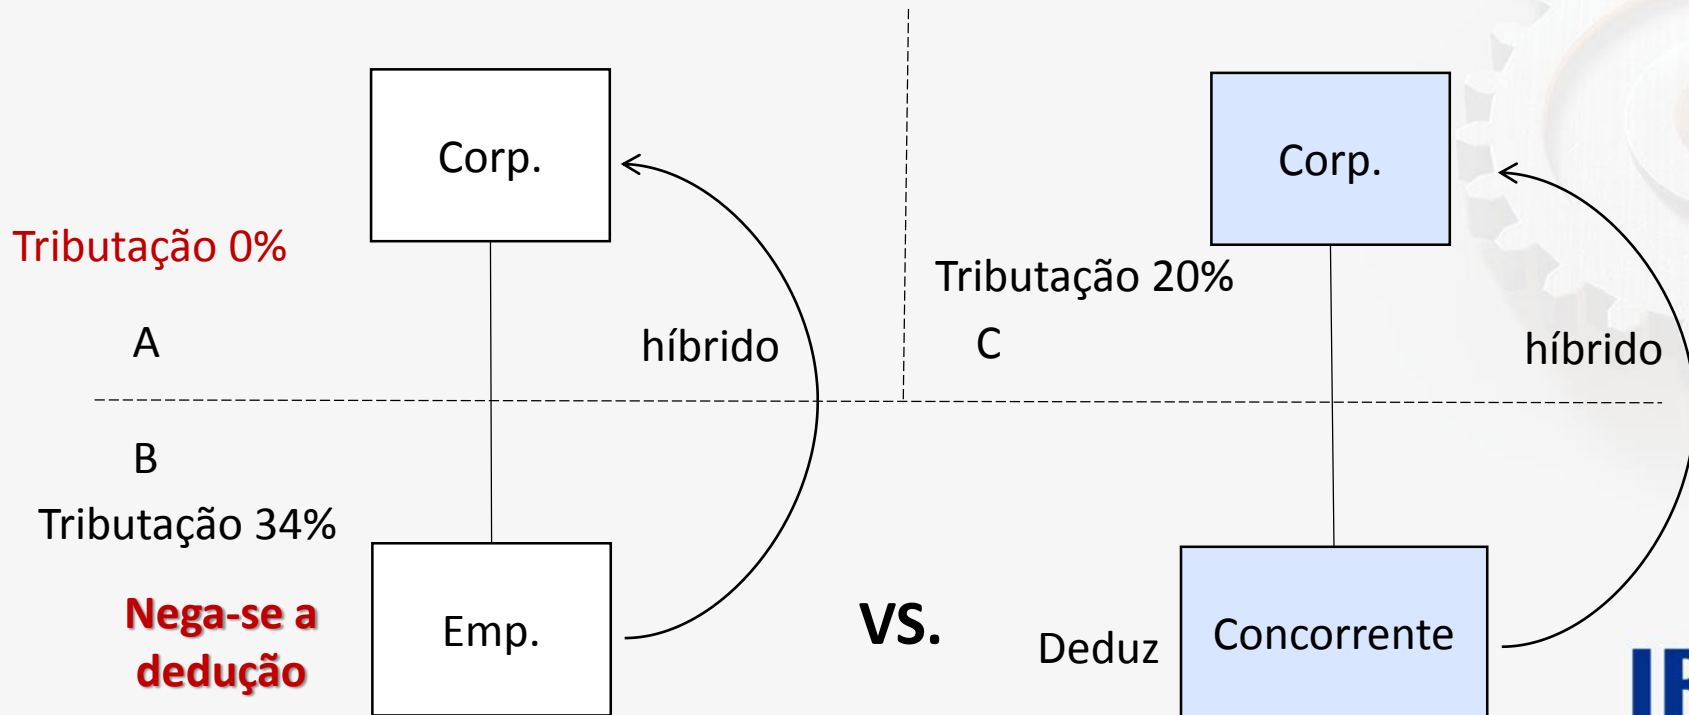 Corp.
Tributação 0%
A
híbrido
B
Tributação 34%
Nega-se a
dedução
Emp.
VS.
Corp.
Tributação 20%
C
híbrido
Deduz
Concorrente